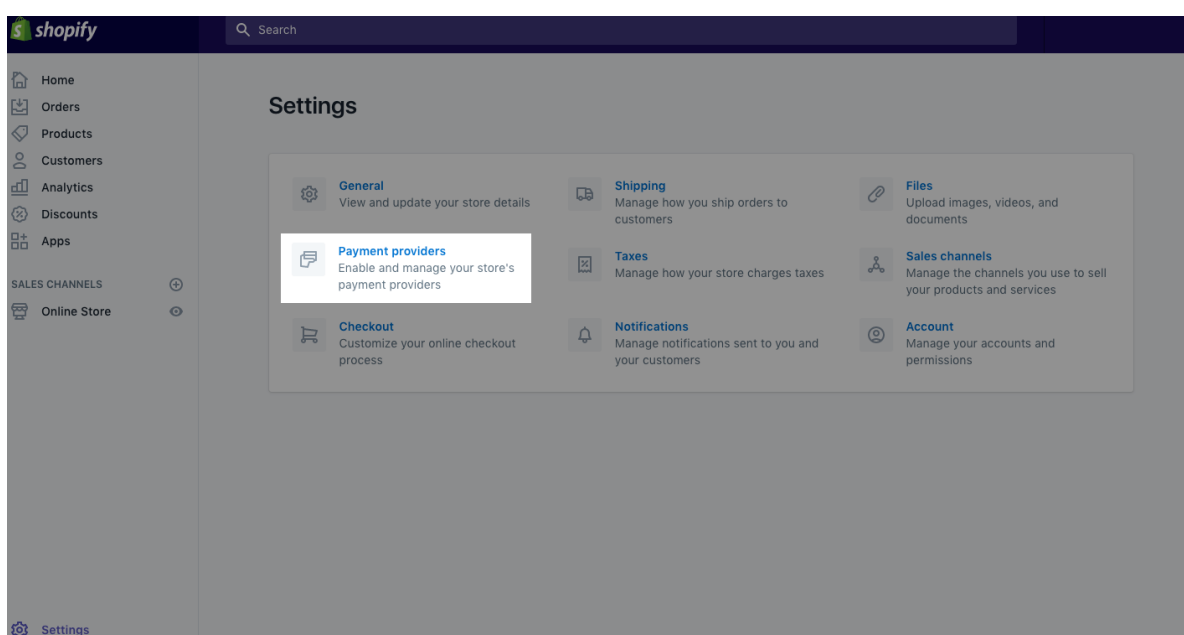 shopify
Search
Home
Orders
Products
Customers
Analytics
Discounts
Apps
SALES CHANNELS
Online Store
Settings
Settings
General
View and update your store details
Payment providers
Enable and manage your store's
payment providers
Checkout
Customize your online checkout
process
Shipping
Manage how you ship orders to
customers
Taxes
Manage how your store charges taxes
Notifications
Manage notifications sent to you and
your customers
Files
Upload images, videos, and
documents
Sales channels
Manage the channels you use to sell
your products and services
Account
Manage your accounts and
permissions